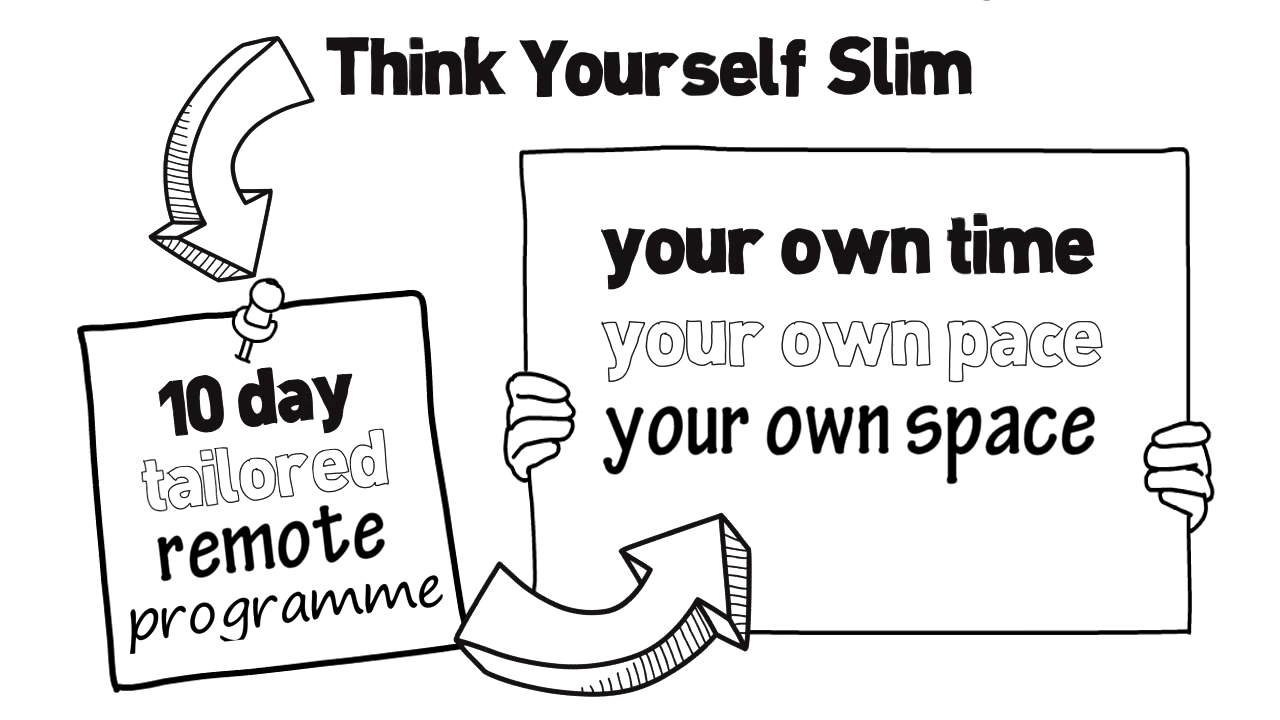 Think Yourself Slim
10 day
tailored
remote
programme
your own time
your own pace
your own space